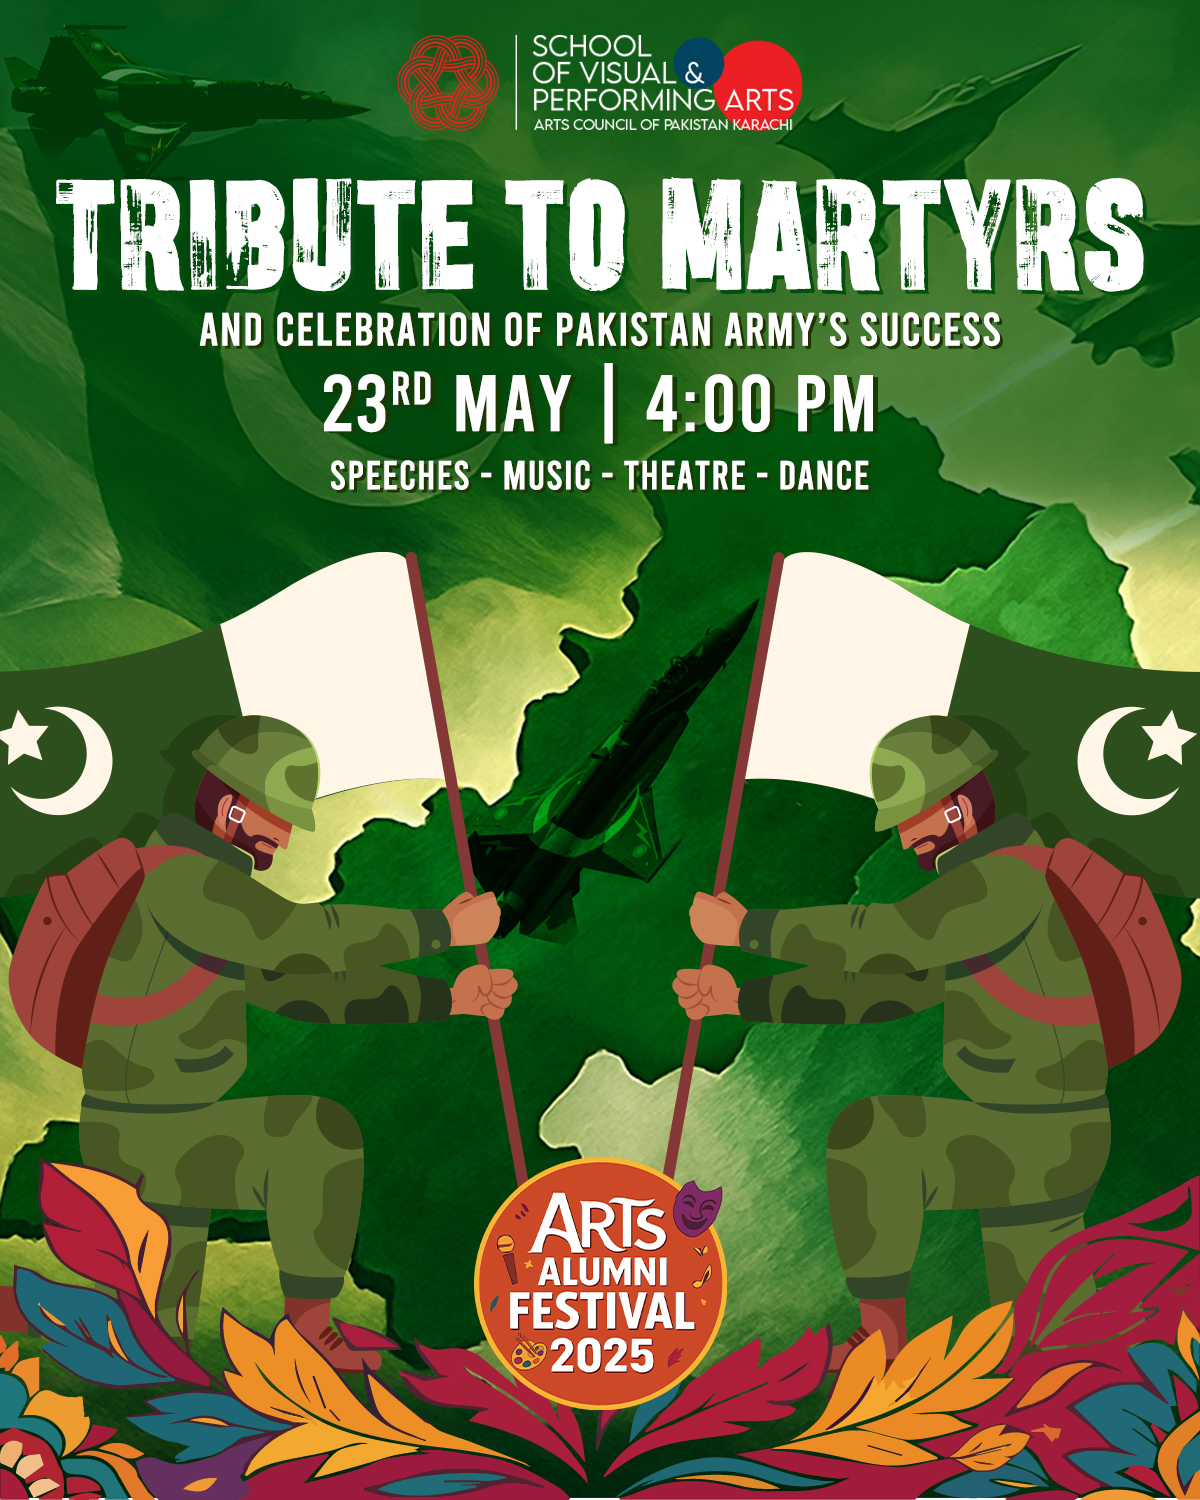 SCHOOL
OF VISUAL &
PERFORMING ARTS
ARTS COUNCIL OF PAKISTAN KARACHI
TRIBUTE TO MARTYRS
AND CELEBRATION OF PAKISTAN ARMY'S SUCCESS
23RD MAY | 4:00 PM
SPEECHES - MUSIC - THEATRE - DANCE
ARTS
ALUMNI
FESTIVAL
2025